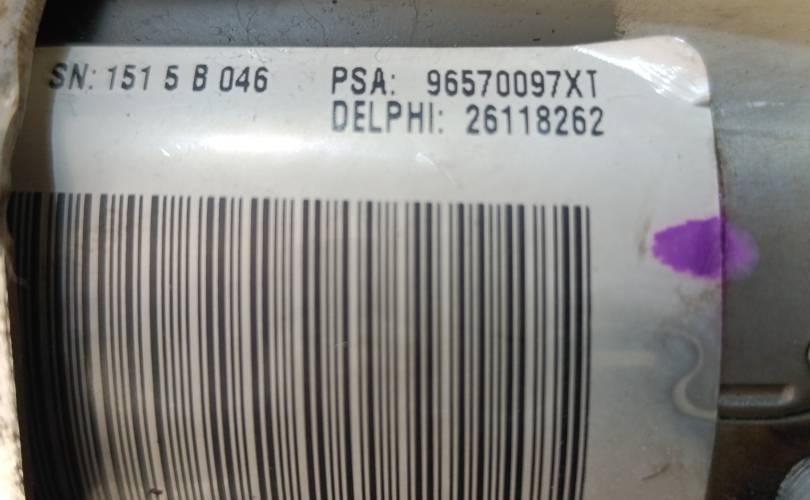 SN: 151 5 B 046 PSA: 96570097XT
DELPHI: 26118262